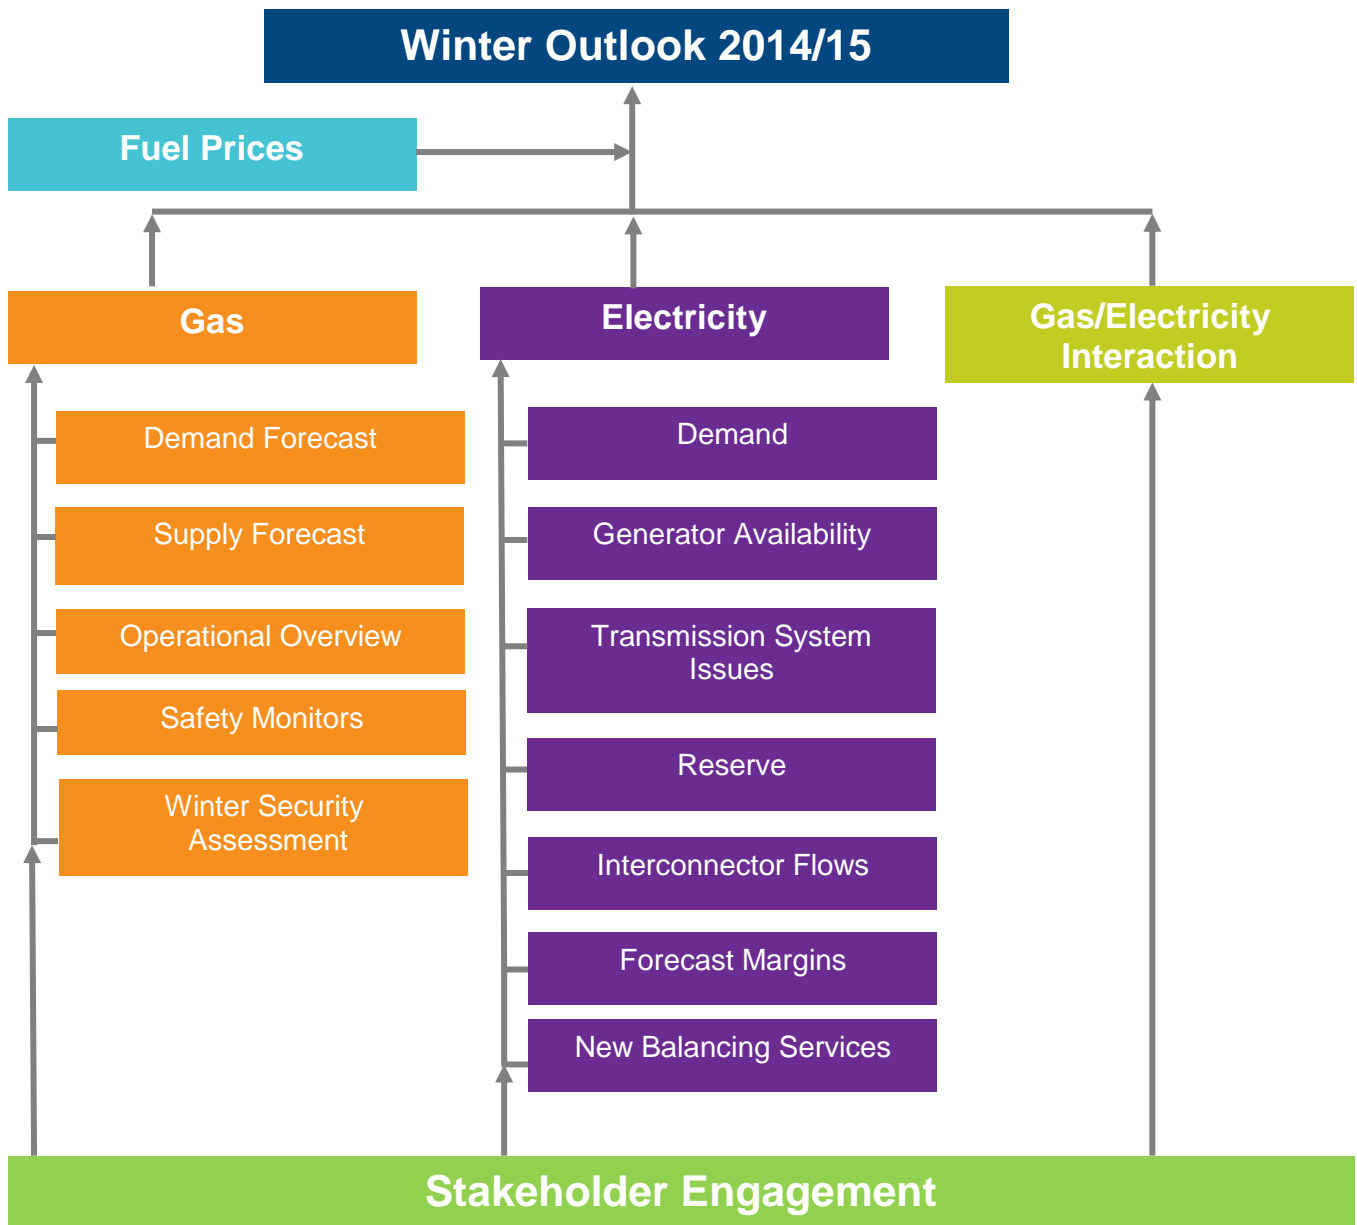 Winter Outlook 2014/15
Fuel Prices
Gas
Demand Forecast
Supply Forecast
Operational Overview
Safety Monitors
Winter Security
Assessment
Electricity
Demand
Generator Availability
Transmission System
Issues
Reserve
Interconnector Flows
Forecast Margins
New Balancing Services
Gas/Electricity
Interaction
Stakeholder Engagement